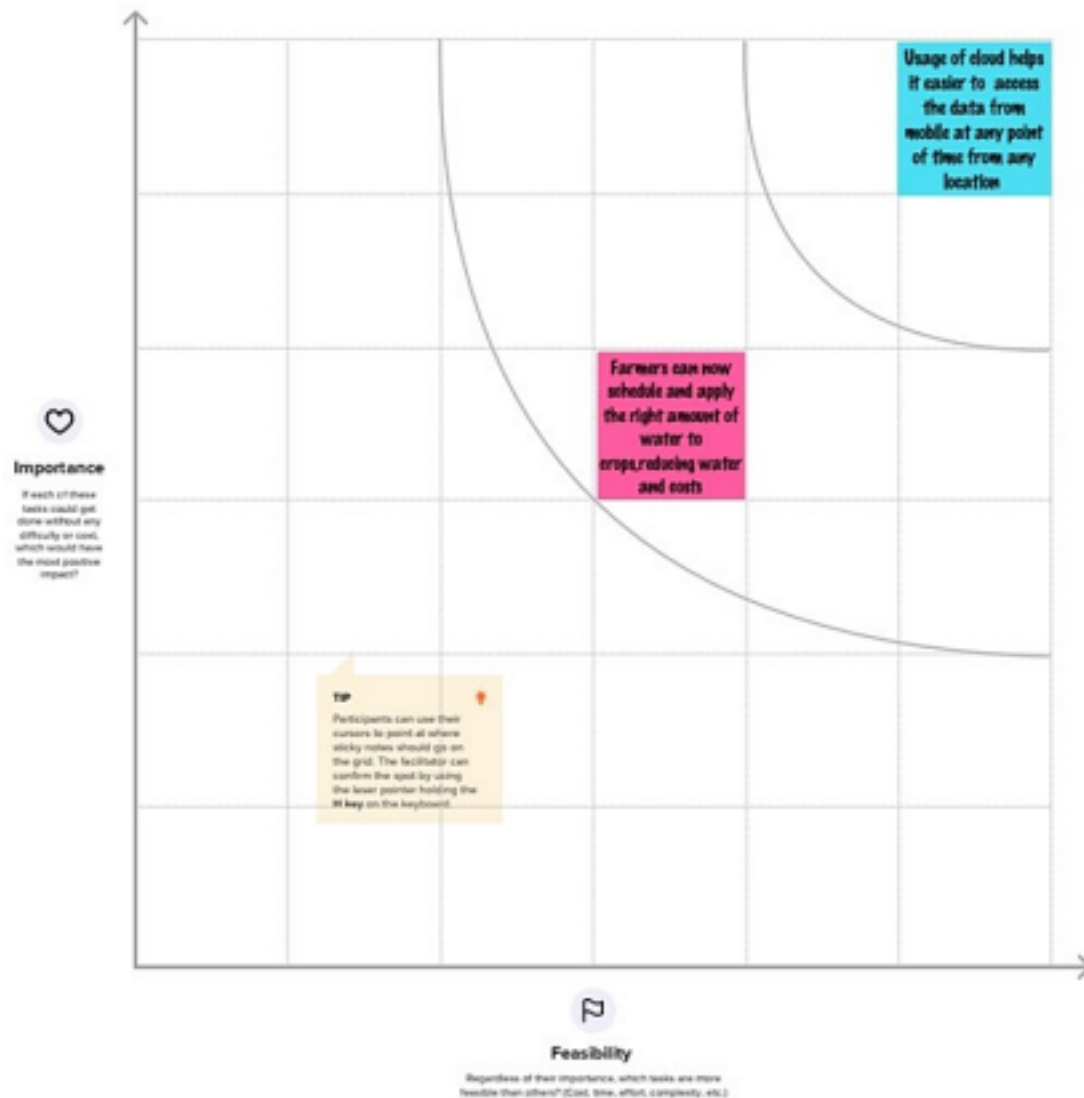 Usage of cloud helps
it easier to access
the data from
mobile at any point
of time from any
location
Farmers can now
schedule and apply
the right amount of
water to
crops,reducing water
and costs
Importance
If each of these
tasks could get
done without any
difficulty or cost,
which would have
the most positive
impact?
TIP
Participants can use their
cursors to point at where
sticky notes should go on
the grid. The facilitator can
confirm the spot by using
the laser pointer holding the
H key on the keyboard.
Feasibility
Regardless of their importance, which tasks are more
feasible than others? (Cost, time, effort, complexity, etc.)